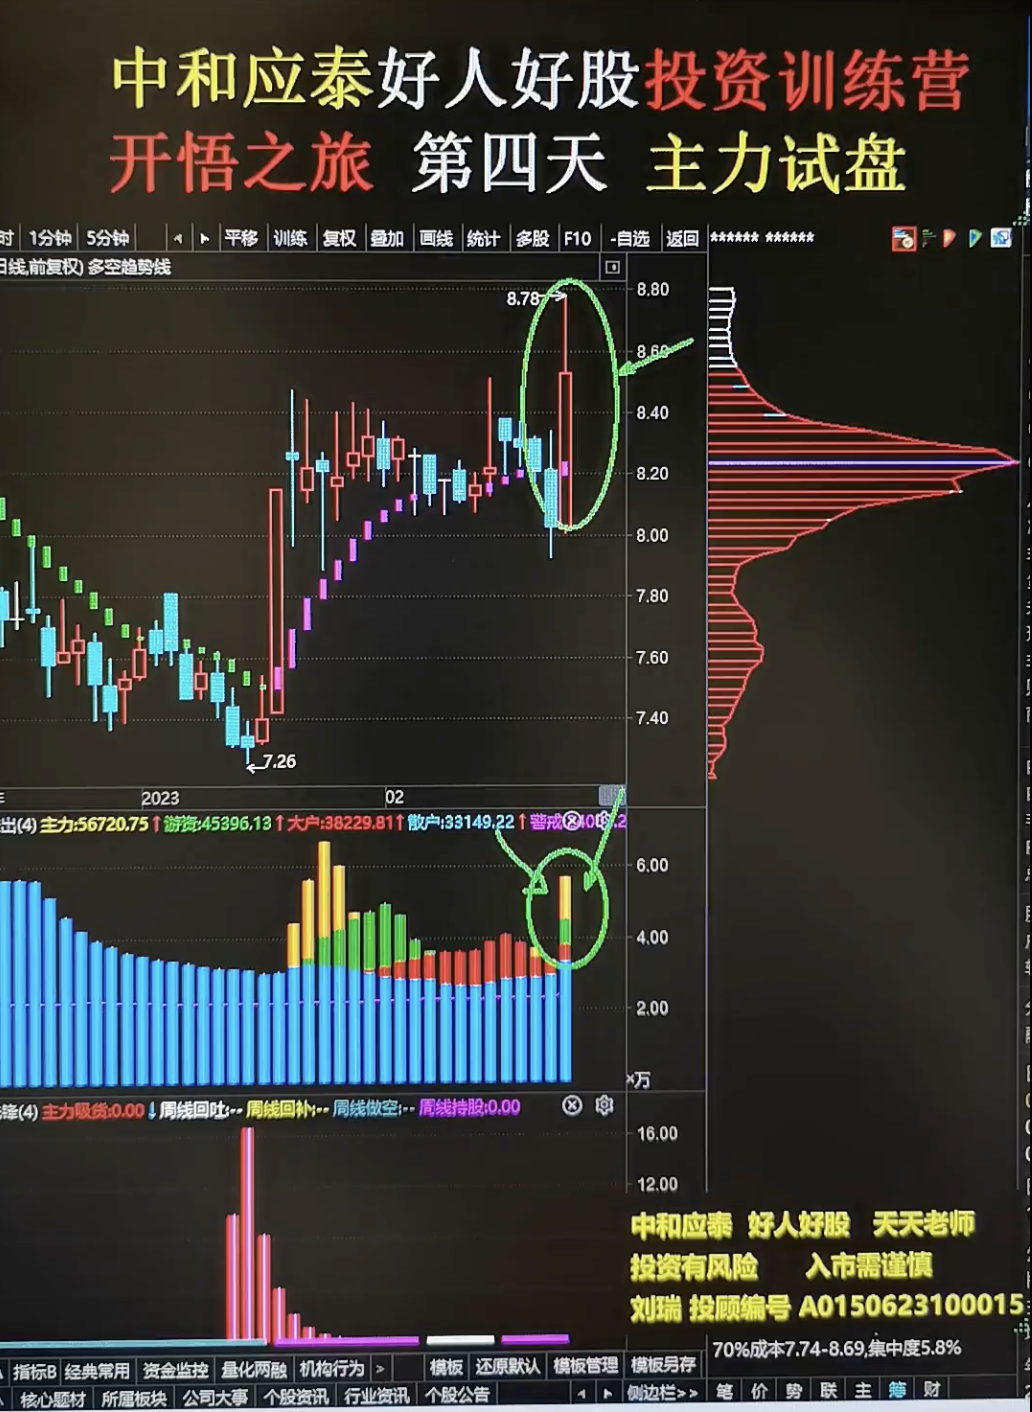 中和应泰好人好股投资训练营
开悟之旅 第四天 主力试盘
时 1分钟 5分钟 平移 训练 复权 叠加 画线 统计 多股 F10 -自选 返回 ****** ******
日线,前复权) 多空趋势线
8.80
8.78
8.60
8.40
8.20
8.00
7.80
7.60
7.40
7.26
年 2023 02
出(4) 主力:56720.75↑ 游资:45396.13↑ 大户:38229.81↑ 散户:33149.22↑ 警戒
6.00
4.00
2.00
×万
(4) 主力吸货:0.00↓ 周线回吐:-- 周线回补:-- 周线做空:-- 周线持股:0.00
16.00
12.00
中和应泰 好人好股 天天老师
投资有风险 入市需谨慎
刘瑞 投顾编号 A0150623100015
70%成本7.74-8.69,集中度5.8%
指标B 经典常用 资金监控 量化两融 机构行为 > 模板 还原默认 模板管理 模板另存
核心题材 所属板块 公司大事 个股资讯 行业资讯 个股公告 侧边栏>> 笔 价 势 联 主 筹 财